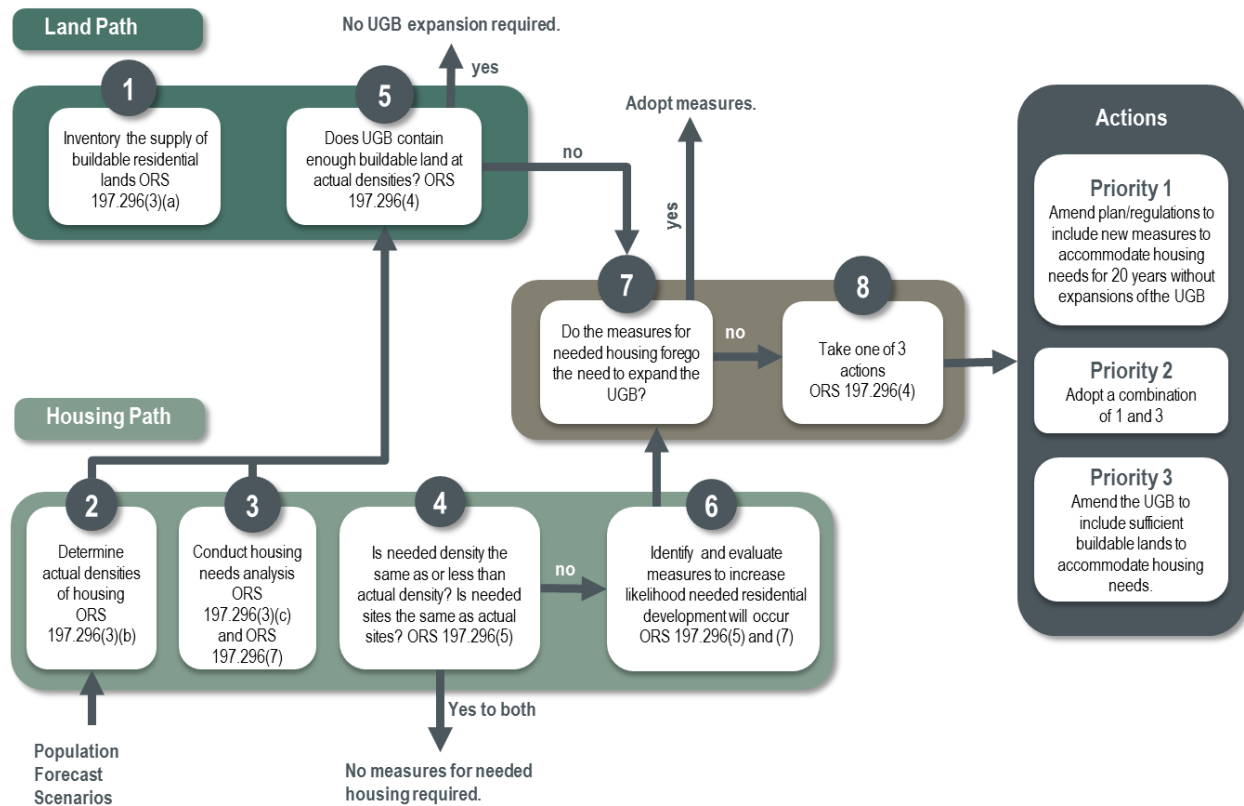 Land Path
No UGB expansion required.
yes
1
Inventory the supply of
buildable residential
lands ORS
197.296(3)(a)
5
Does UGB contain
enough buildable land at
actual densities? ORS
197.296(4)
no
Adopt measures.
yes
7
Do the measures for
needed housing forego
the need to expand the
UGB?
no
8
Take one of 3
actions
ORS 197.296(4)
Actions
Priority 1
Amend plan/regulations to
include new measures to
accommodate housing
needs for 20 years without
expansions of the UGB
Priority 2
Adopt a combination
of 1 and 3
Priority 3
Amend the UGB to
include sufficient
buildable lands to
accommodate housing
needs.
Housing Path
2
Determine
actual densities
of housing
ORS
197.296(3)(b)
3
Conduct housing
needs analysis
ORS
197.296(3)(c)
and ORS
197.296(7)
4
Is needed density the
same as or less than
actual density? Is needed
sites the same as actual
sites? ORS 197.296(5)
no
6
Identify and evaluate
measures to increase
likelihood needed residential
development will occur
ORS 197.296(5) and (7)
Yes to both
No measures for needed
housing required.
Population
Forecast
Scenarios